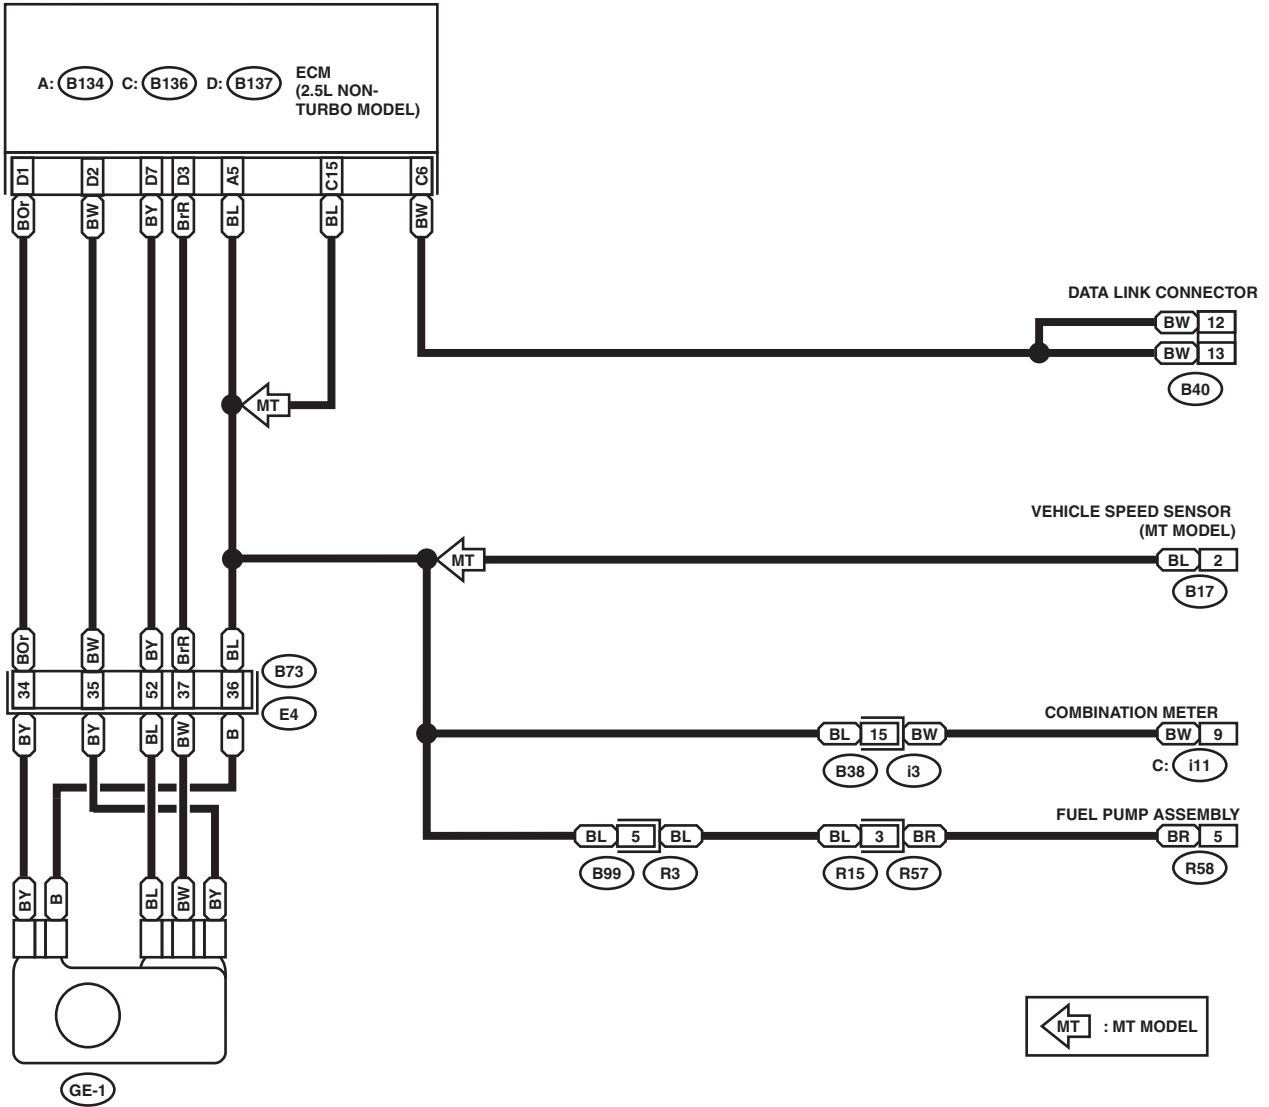 A: B134 C: B136 D: B137
ECM
(2.5L NON-
TURBO MODEL)
D1 D2 D7 D3 A5 C15 C6
BOr BW BY BrR BL BL BW
DATA LINK CONNECTOR
BW 12
BW 13
B40
MT
VEHICLE SPEED SENSOR
(MT MODEL)
MT
BL 2
B17
BOr BW BY BrR BL
34 35 52 37 36
B73
E4
BY BY BL BW B
COMBINATION METER
BL 15 BW
BW 9
B38 i3
C: i11
FUEL PUMP ASSEMBLY
BL 5 BL
BL 3 BR
BR 5
B99 R3
R15 R57
R58
BY B BL BW BY
GE-1
MT : MT MODEL